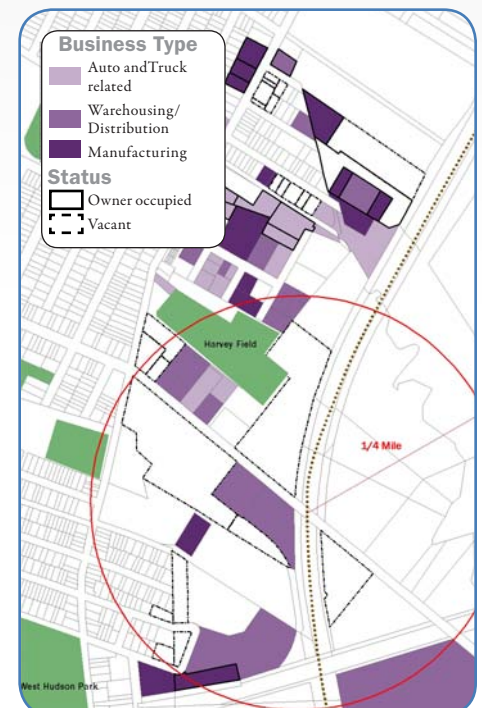 Business Type
Auto andTruck
related
Warehousing/
Distribution
Manufacturing
Status
Owner occupied
Vacant
Harvey Field
1/4 Mile
West Hudson Park